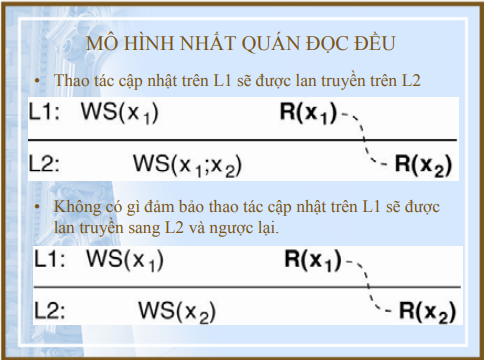 MÔ HÌNH NHẤT QUÁN ĐỌC ĐỀU
• Thao tác cập nhật trên L1 sẽ được lan truyền trên L2
L1: WS(x₁) R(x₁)
L2: WS(x₁;x₂) R(x₂)
• Không có gì đảm bảo thao tác cập nhật trên L1 sẽ được
lan truyền sang L2 và ngược lại.
L1: WS(x₁) R(x₁)
L2: WS(x₂) R(x₂)